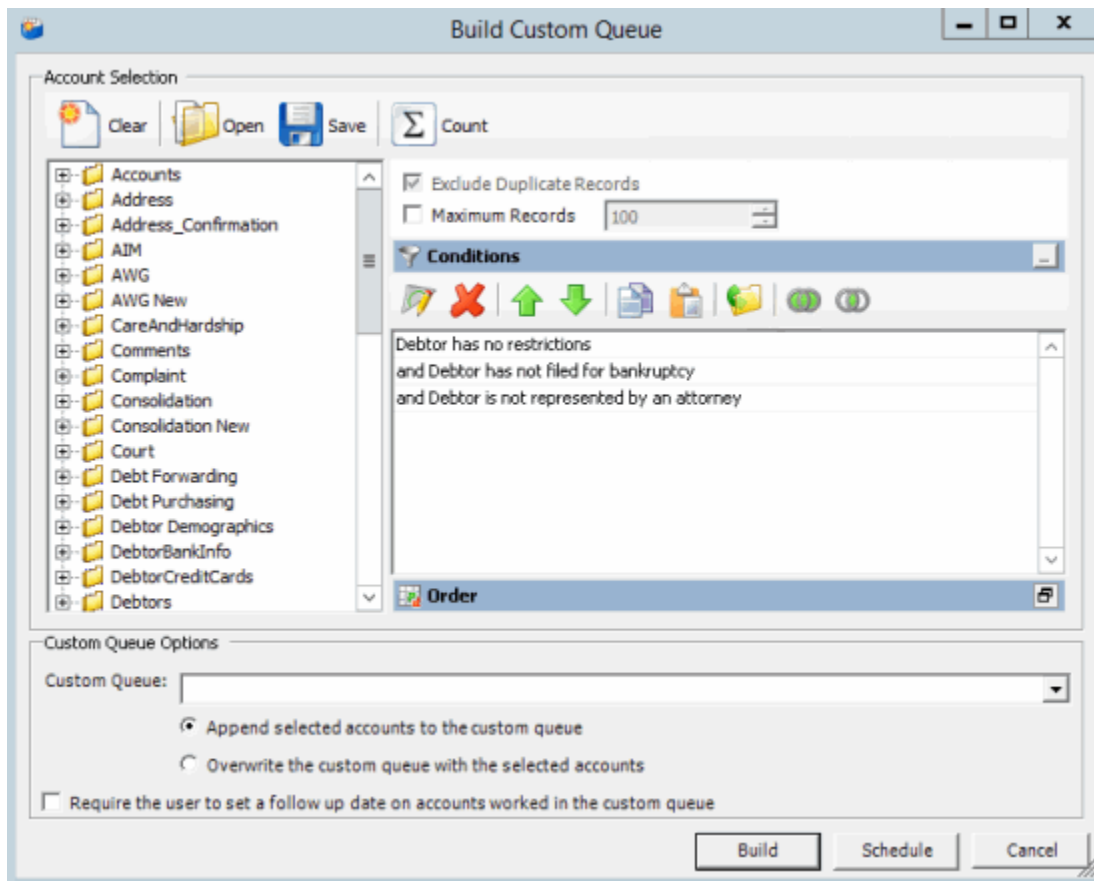 Build Custom Queue
Account Selection
Clear Open Save Count
Accounts
Address
Address_Confirmation
AIM
AWG
AWG New
CareAndHardship
Comments
Complaint
Consolidation
Consolidation New
Court
Debt Forwarding
Debt Purchasing
Debtor Demographics
DebtorBankInfo
DebtorCreditCards
Debtors
Exclude Duplicate Records
Maximum Records 100
Conditions
Debtor has no restrictions
and Debtor has not filed for bankruptcy
and Debtor is not represented by an attorney
Order
Custom Queue Options
Custom Queue:
Append selected accounts to the custom queue
Overwrite the custom queue with the selected accounts
Require the user to set a follow up date on accounts worked in the custom queue
Build Schedule Cancel